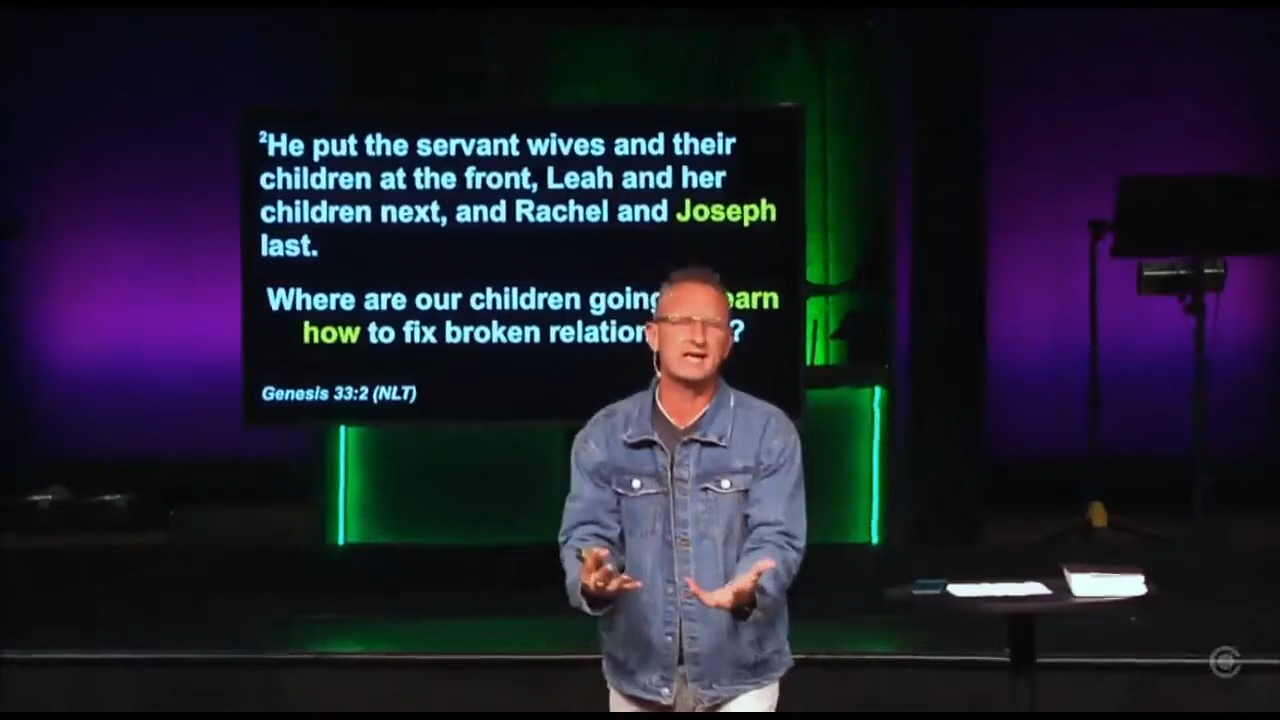 ²He put the servant wives and their
children at the front, Leah and her
children next, and Rachel and Joseph
last.
Where are our children going
how to fix broken ?
Genesis 33:2 (NLT)